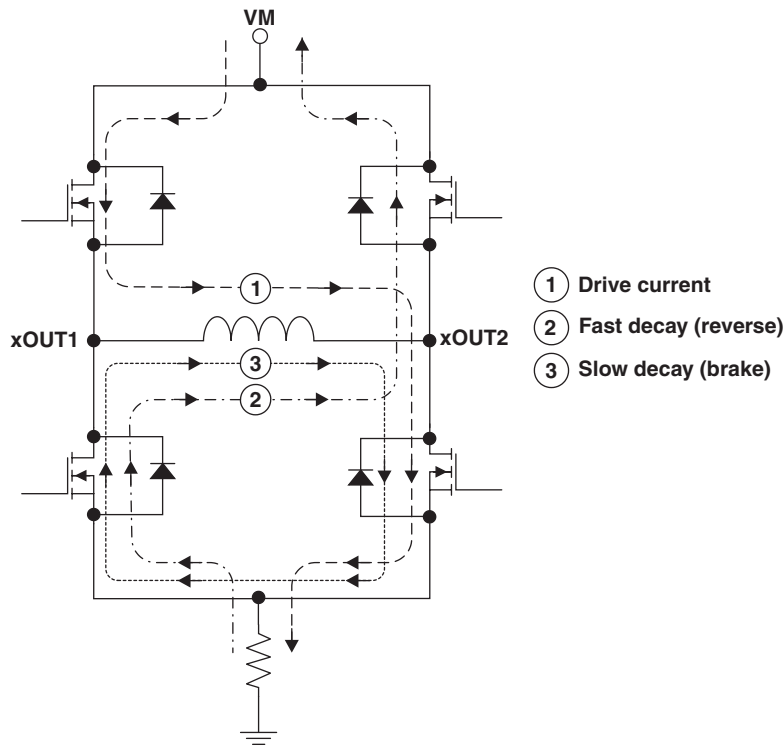 VM
1
xOUT1
xOUT2
3
2
1 Drive current
2 Fast decay (reverse)
3 Slow decay (brake)